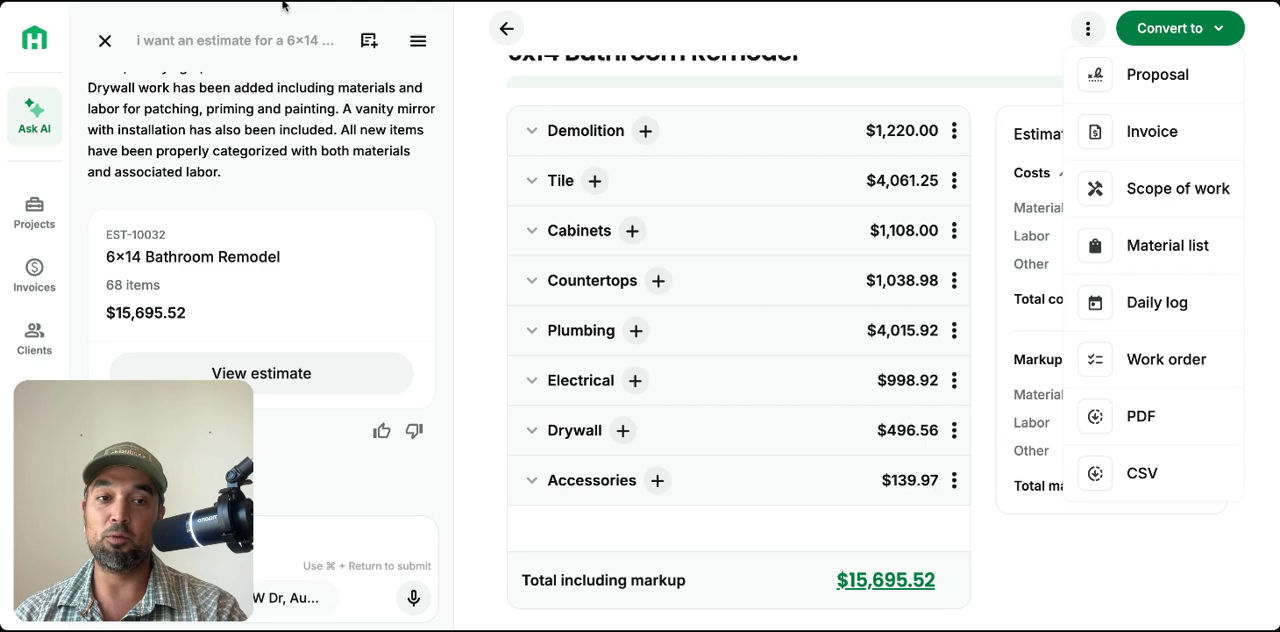 i want an estimate for a 6×14 ...
Ask AI
Projects
Invoices
Clients
Drywall work has been added including materials and
labor for patching, priming and painting. A vanity mirror
with installation has also been included. All new items
have been properly categorized with both materials
and associated labor.
EST-10032
6×14 Bathroom Remodel
68 items
$15,695.52
View estimate
Use ⌘ + Return to submit
W Dr, Au...
Bathroom Remodel
Demolition $1,220.00
Tile $4,061.25
Cabinets $1,108.00
Countertops $1,038.98
Plumbing $4,015.92
Electrical $998.92
Drywall $496.56
Accessories $139.97
Total including markup $15,695.52
Estimat
Costs
Material
Labor
Other
Total co
Markup
Material
Labor
Other
Total ma
Convert to
Proposal
Invoice
Scope of work
Material list
Daily log
Work order
PDF
CSV